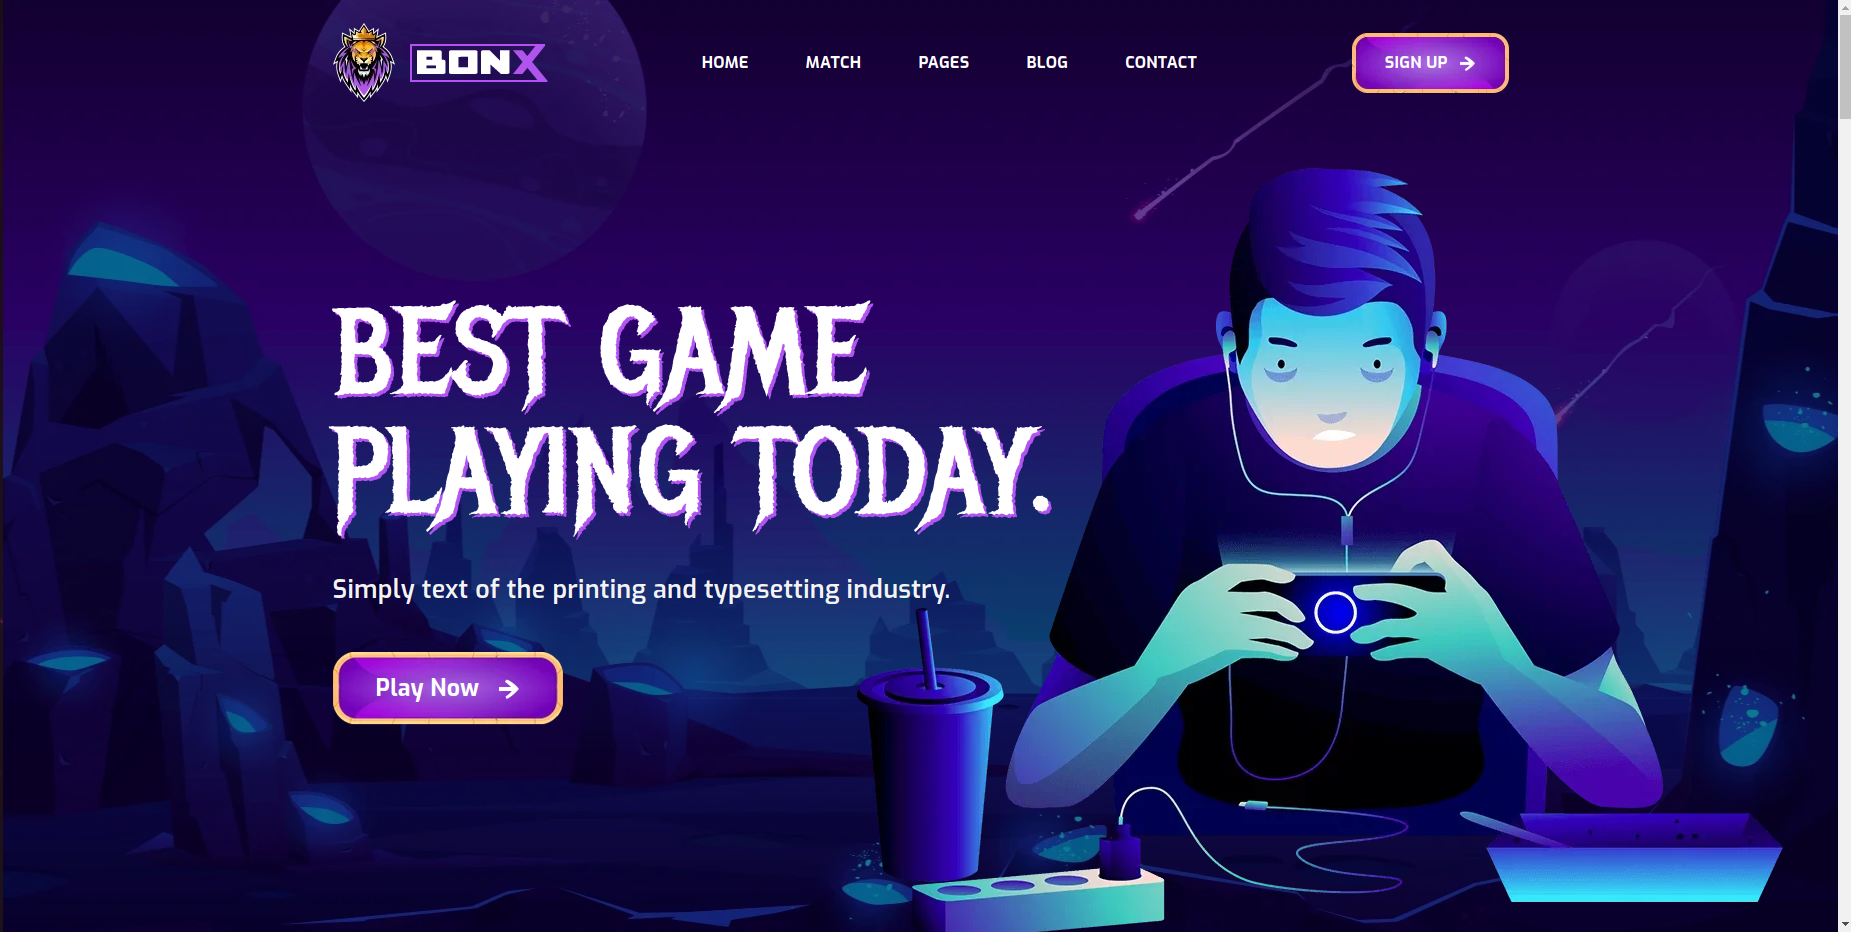 BONX
HOME MATCH PAGES BLOG CONTACT
SIGN UP
BEST GAME
PLAYING TODAY.
Simply text of the printing and typesetting industry.
Play Now